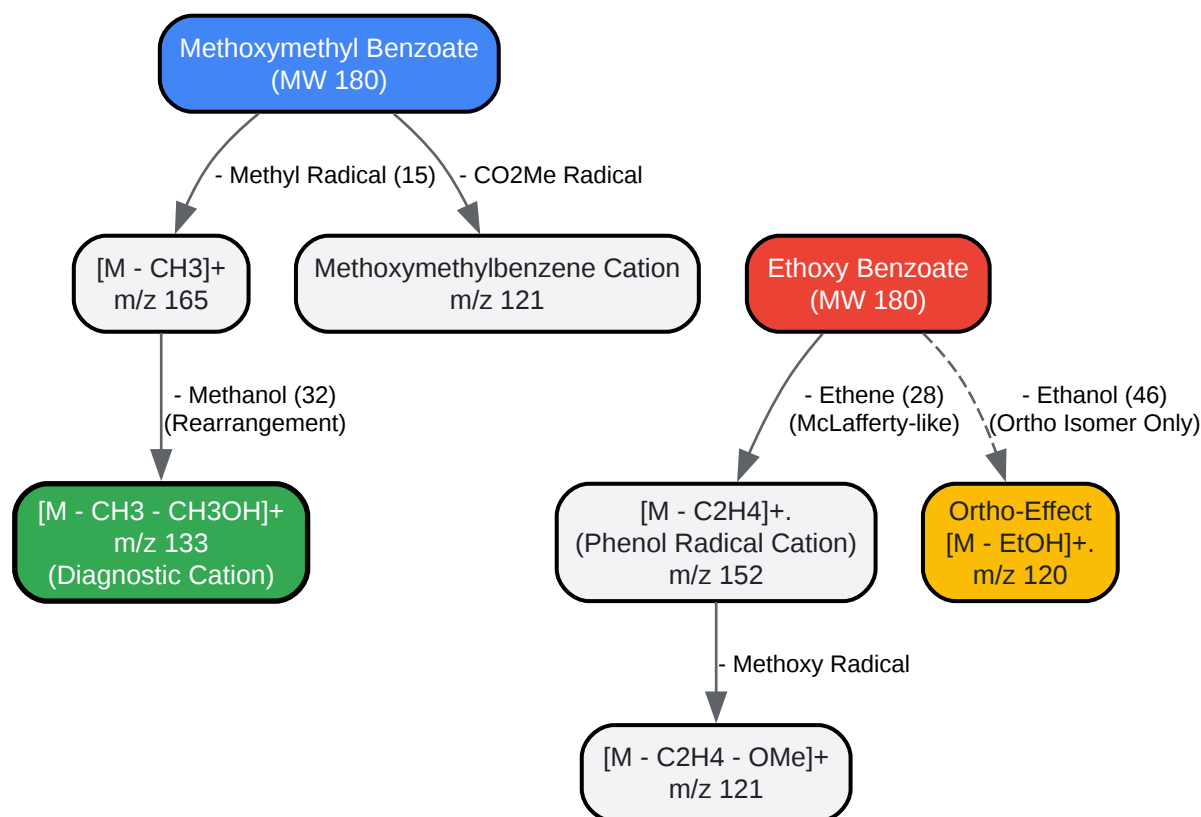 Methoxymethyl Benzoate
(MW 180)
- Methyl Radical (15)
- CO2Me Radical
[M - CH3]+
m/z 165
Methoxymethylbenzene Cation
m/z 121
Ethoxy Benzoate
(MW 180)
- Methanol (32)
(Rearrangement)
- Ethene (28)
(McLafferty-like)
- Ethanol (46)
(Ortho Isomer Only)
[M - CH3 - CH3OH]+
m/z 133
(Diagnostic Cation)
[M - C2H4]+.
(Phenol Radical Cation)
m/z 152
Ortho-Effect
[M - EtOH]+.
m/z 120
- Methoxy Radical
[M - C2H4 - OMe]+
m/z 121